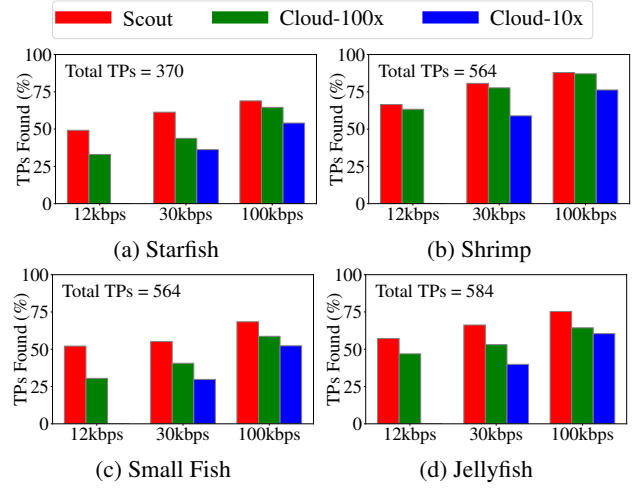 Scout Cloud-100x Cloud-10x
TPs Found (%)
100
75
50
25
0
Total TPs = 370
12kbps 30kbps 100kbps
(a) Starfish
TPs Found (%)
100
75
50
25
0
Total TPs = 564
12kbps 30kbps 100kbps
(b) Shrimp
TPs Found (%)
100
75
50
25
0
Total TPs = 564
12kbps 30kbps 100kbps
(c) Small Fish
TPs Found (%)
100
75
50
25
0
Total TPs = 584
12kbps 30kbps 100kbps
(d) Jellyfish